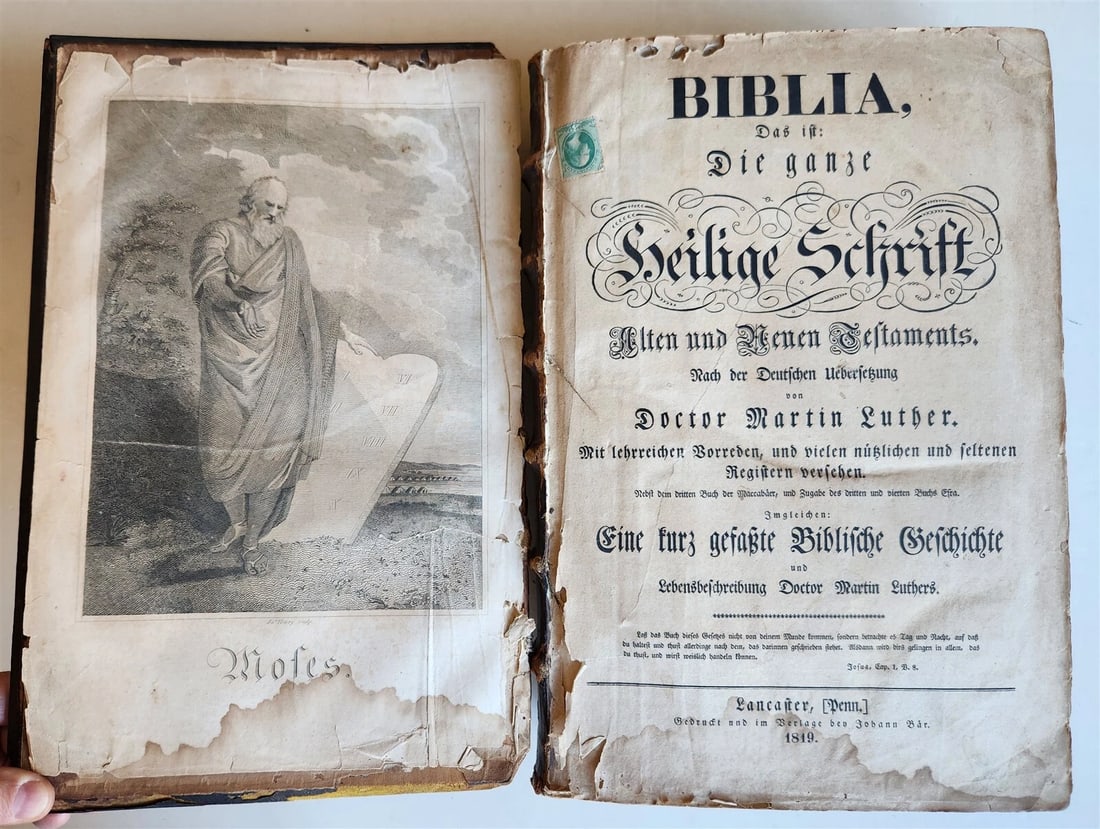 VI
II
VII
VIII
IX
X
Moses.
BIBLIA,
Das ist:
Die ganze
Heilige Schrift
Alten und Neuen Testaments.
Nach der Deutschen Uebersetzung
von
Doctor Martin Luther.
Mit lehrreichen Vorreden, und vielen nützlichen und seltenen
Registern versehen.
Nebst dem dritten Buch der Maccabäer, und Zugabe des dritten und vierten Buchs Esra.
Imgleichen:
Eine kurz gefaßte Biblische Geschichte
und
Lebensbeschreibung Doctor Martin Luthers.
Laß das Buch dieses Gesetzes nicht von deinem Munde kommen, sondern betrachte es Tag und Nacht, auf daß
du haltest und thust allerdinge nach dem, das darinnen geschrieben stehet. Alsdann wird dirs gelingen in allem, das
du thust, und wirst weislich handeln können.
Josua, Cap. 1, V. 8.
Lancaster, [Penn.]
Gedruckt und im Verlage bey Johann Bär.
1819.